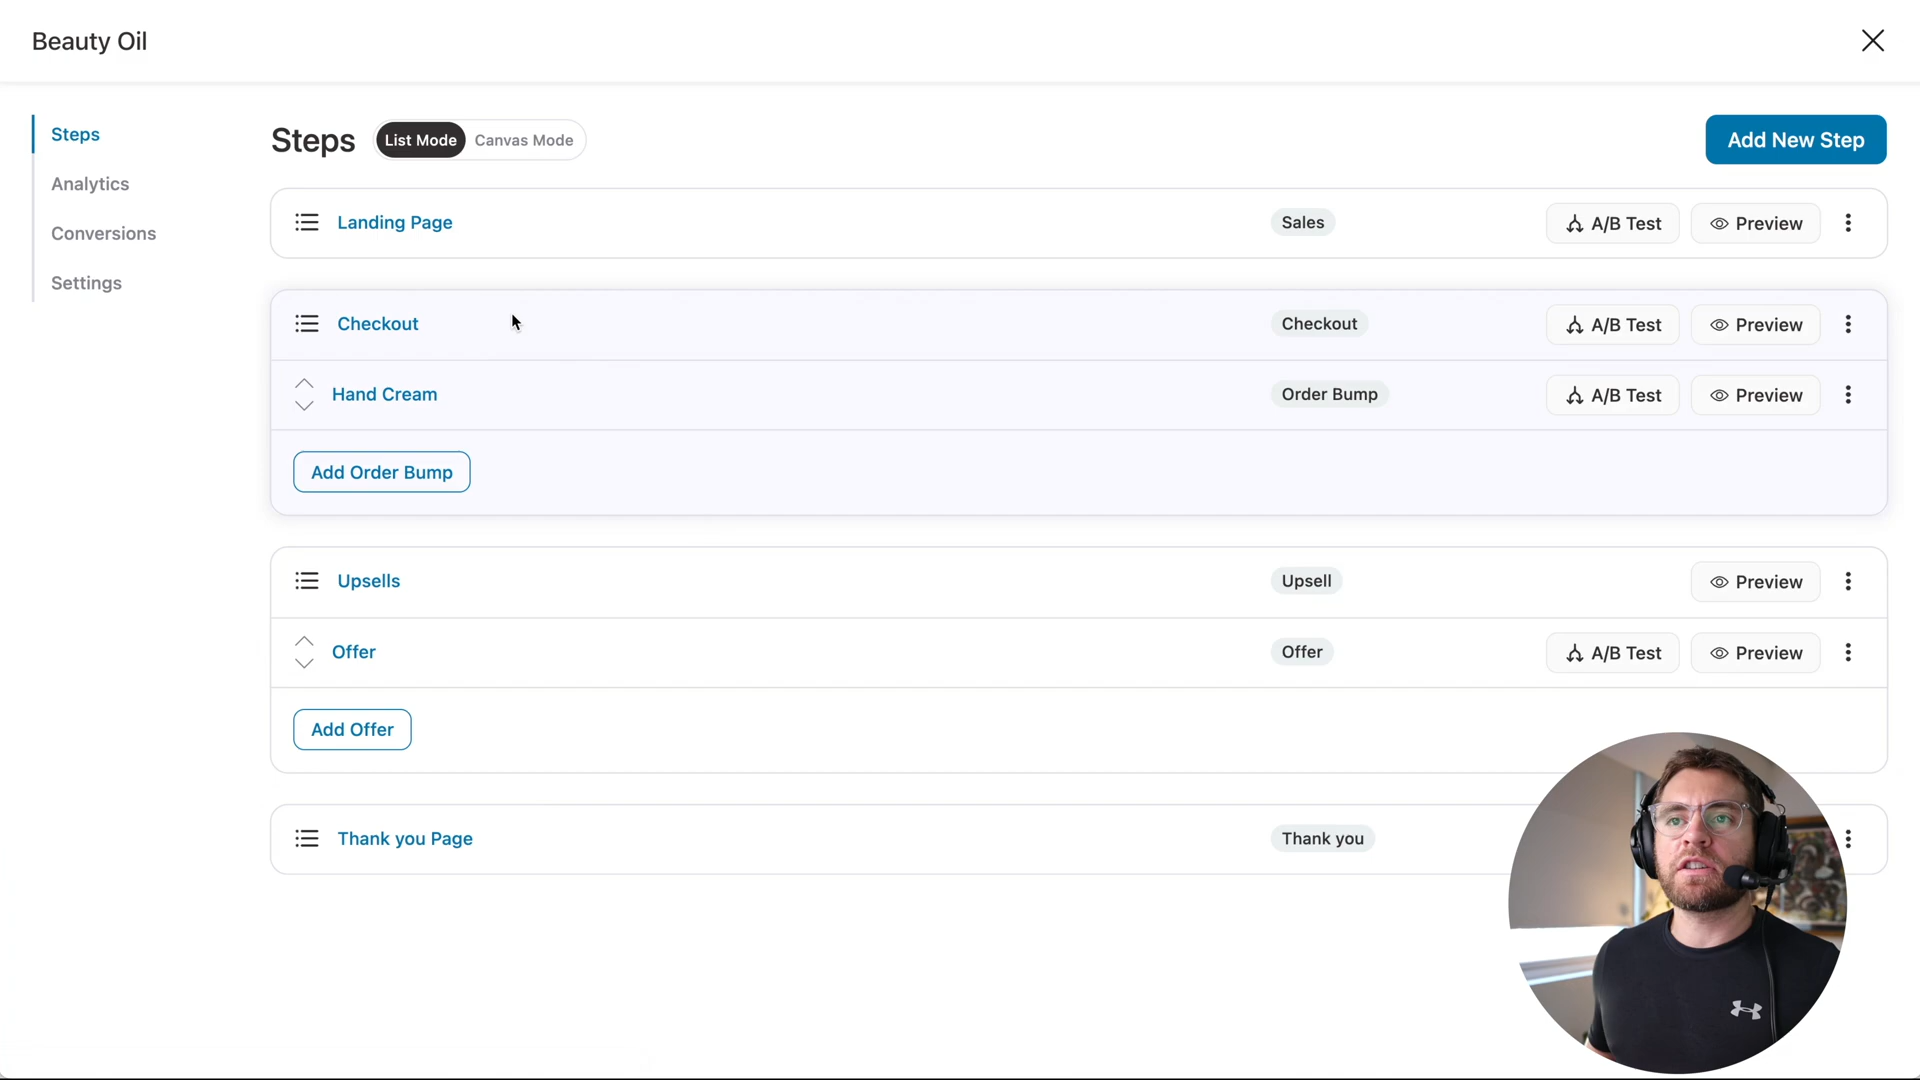 Beauty Oil
Steps
Analytics
Conversions
Settings
Steps List Mode Canvas Mode Add New Step
Landing Page Sales A/B Test Preview
Checkout Checkout A/B Test Preview
Hand Cream Order Bump A/B Test Preview
Add Order Bump
Upsells Upsell Preview
Offer Offer A/B Test Preview
Add Offer
Thank you Page Thank you